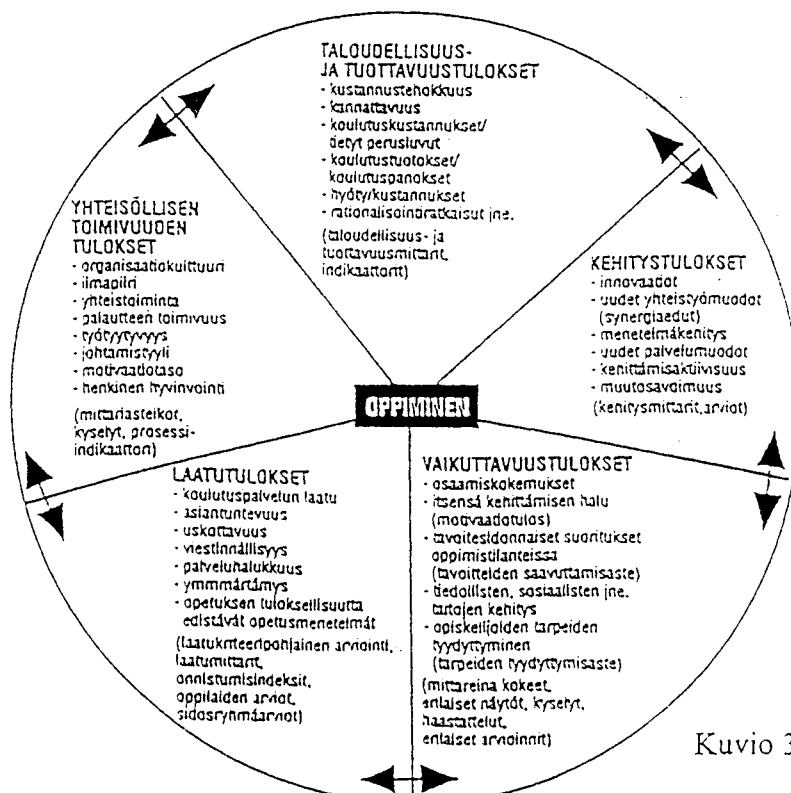 TALOUDELLISUUS-
JA TUOTTAVUUSTULOKSET
- kustannustehokkuus
- kannattavuus
- koulutuskustannukset/
tietyt perusluvut
- koulutustuotokset/
koulutuspanokset
- hyöty/kustannukset
- rationalisointiratkaisut jne.
(taloudellisuus- ja
tuottavuusmittarit,
indikaattorit)
YHTEISÖLLISEN
TOIMIVUUDEN
TULOKSET
- organisaatiokulttuuri
- ilmapiiri
- yhteistoiminta
- palautteen toimivuus
- työtyytyvyys
- johtamistyyli
- motivaatiotaso
- henkinen hyvinvointi
(mittariasteikot,
kyselyt, prosessi-
indikaattorit)
KEHITYSTULOKSET
- innovaatiot
- uudet yhteistyömuodot
(synergiaedut)
- menetelmäkehitys
- uudet palvelumuodot
- kehittämisaktiivisuus
- muutosavoimuus
(kehitysmittarit, arviot)
OPPIMINEN
LAATUTULOKSET
- koulutuspalvelun laatu
- asiantuntevuus
- uskottavuus
- viestinnällisyys
- palveluhalukkuus
- ymmmärtämys
- opetuksen tuloksellisuutta
edistävät opetusmenetelmät
(laatukriteeripohjainen arviointi,
laatumittarit,
onnistumisindeksit,
oppilaiden arviot,
sidosryhmäarviot)
VAIKUTTAVUUSTULOKSET
- osaamiskokemukset
- itsensä kehittämisen halu
(motivaatiotulos)
- tavoitesidonnaiset suoritukset
oppimistilanteissa
(tavoitteiden saavuttamisaste)
- tiedollisten, sosiaalisten jne.
taitojen kehitys
- opiskelijoiden tarpeiden
tyydyttyminen
(tarpeiden tyydyttymisaste)
(mittareina kokeet,
erilaiset näytöt, kyselyt,
haastattelut,
erilaiset arvioinnit)
Kuvio 3